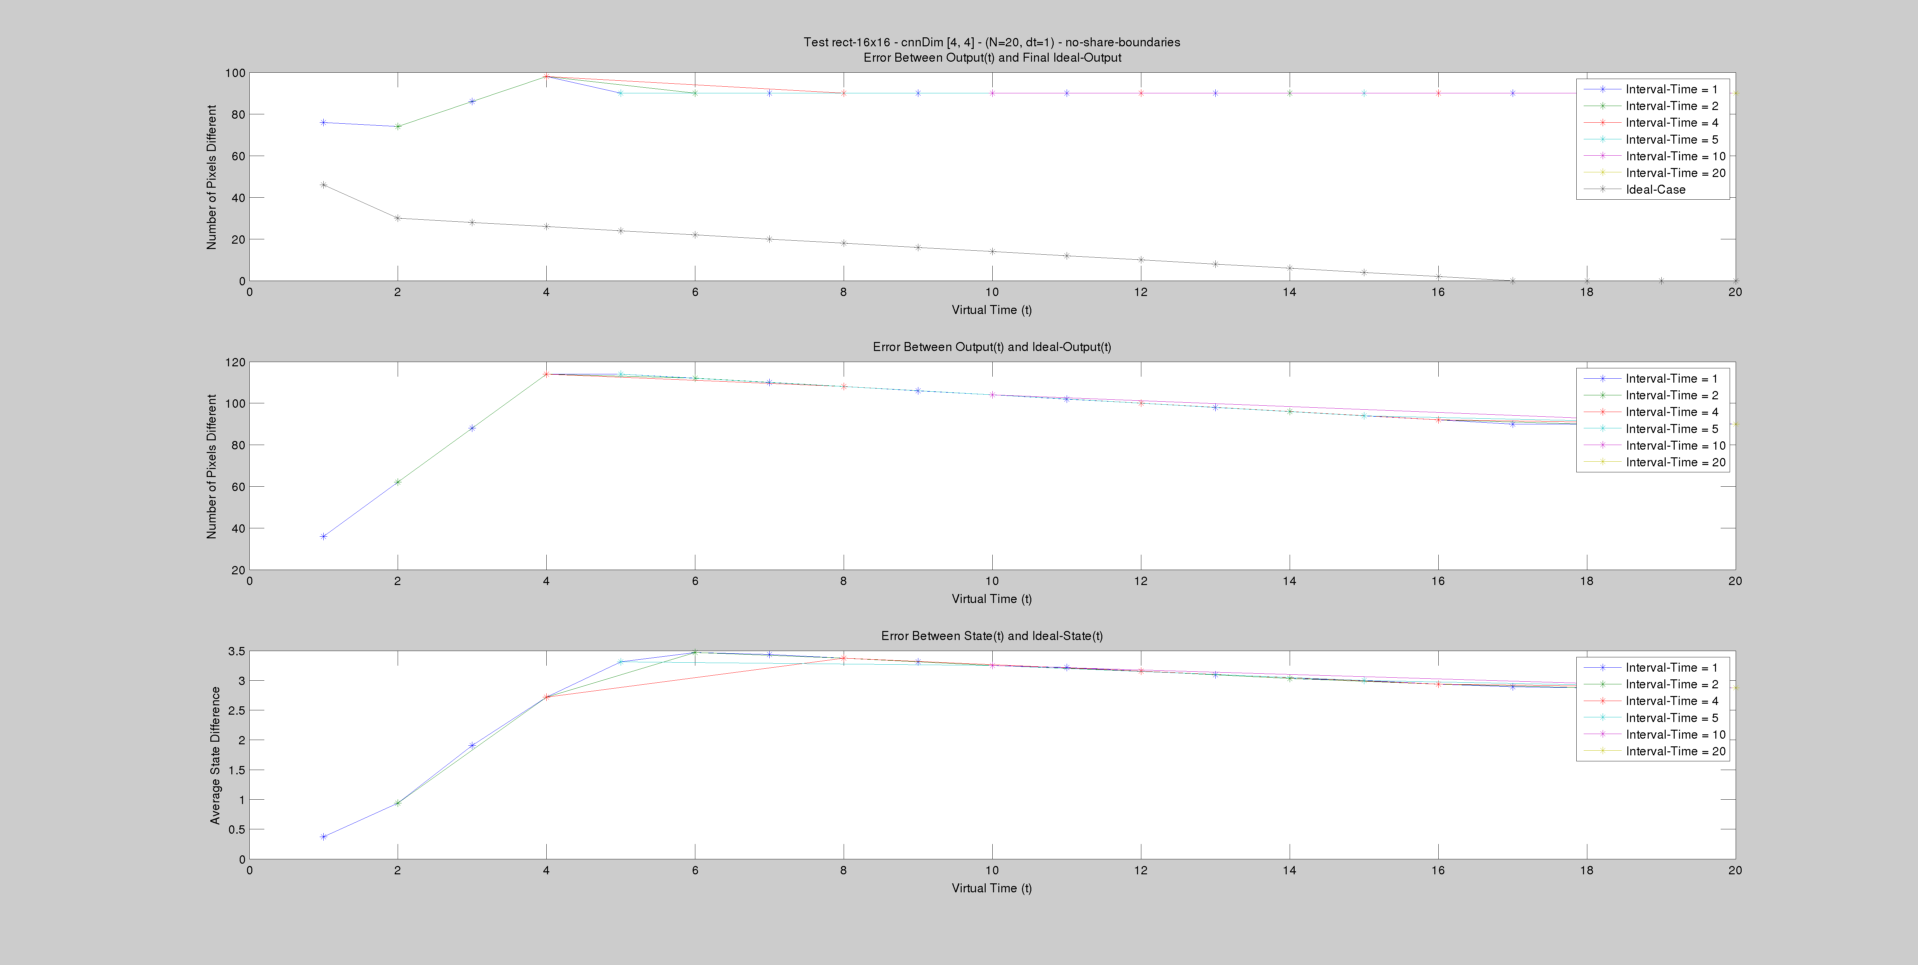 Test rect-16x16 - cnnDim [4, 4] - (N=20, dt=1) - no-share-boundaries
Error Between Output(t) and Final Ideal-Output
Number of Pixels Different
100
80
60
40
20
0
0 2 4 6 8 10 12 14 16 18 20
Virtual Time (t)
Interval-Time = 1
Interval-Time = 2
Interval-Time = 4
Interval-Time = 5
Interval-Time = 10
Interval-Time = 20
Ideal-Case
Error Between Output(t) and Ideal-Output(t)
Number of Pixels Different
120
100
80
60
40
20
0 2 4 6 8 10 12 14 16 18 20
Virtual Time (t)
Interval-Time = 1
Interval-Time = 2
Interval-Time = 4
Interval-Time = 5
Interval-Time = 10
Interval-Time = 20
Error Between State(t) and Ideal-State(t)
Average State Difference
3.5
3
2.5
2
1.5
1
0.5
0
0 2 4 6 8 10 12 14 16 18 20
Virtual Time (t)
Interval-Time = 1
Interval-Time = 2
Interval-Time = 4
Interval-Time = 5
Interval-Time = 10
Interval-Time = 20